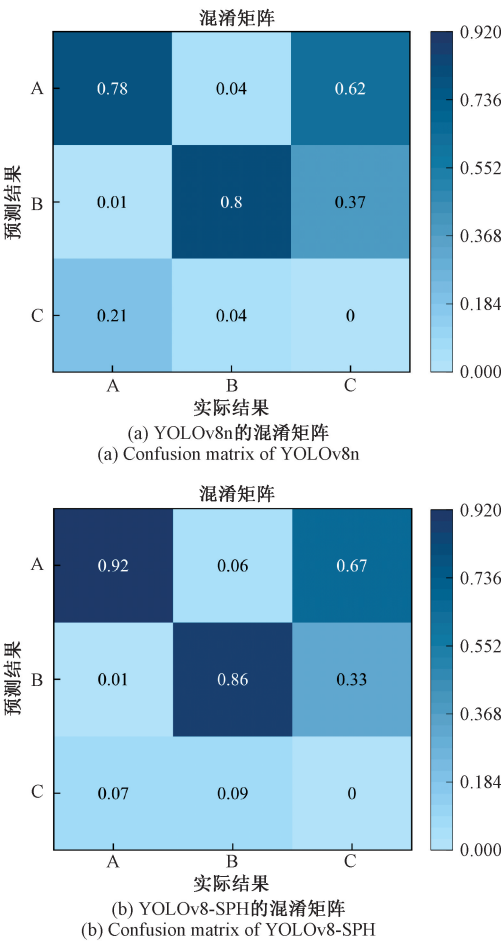 混淆矩阵
A 0.78 0.04 0.62
B 0.01 0.8 0.37
C 0.21 0.04 0
A B C
预测结果
实际结果
0.920
0.736
0.552
0.368
0.184
0.000
(a) YOLOv8n的混淆矩阵
(a) Confusion matrix of YOLOv8n
混淆矩阵
A 0.92 0.06 0.67
B 0.01 0.86 0.33
C 0.07 0.09 0
A B C
预测结果
实际结果
0.920
0.736
0.552
0.368
0.184
0.000
(b) YOLOv8-SPH的混淆矩阵
(b) Confusion matrix of YOLOv8-SPH